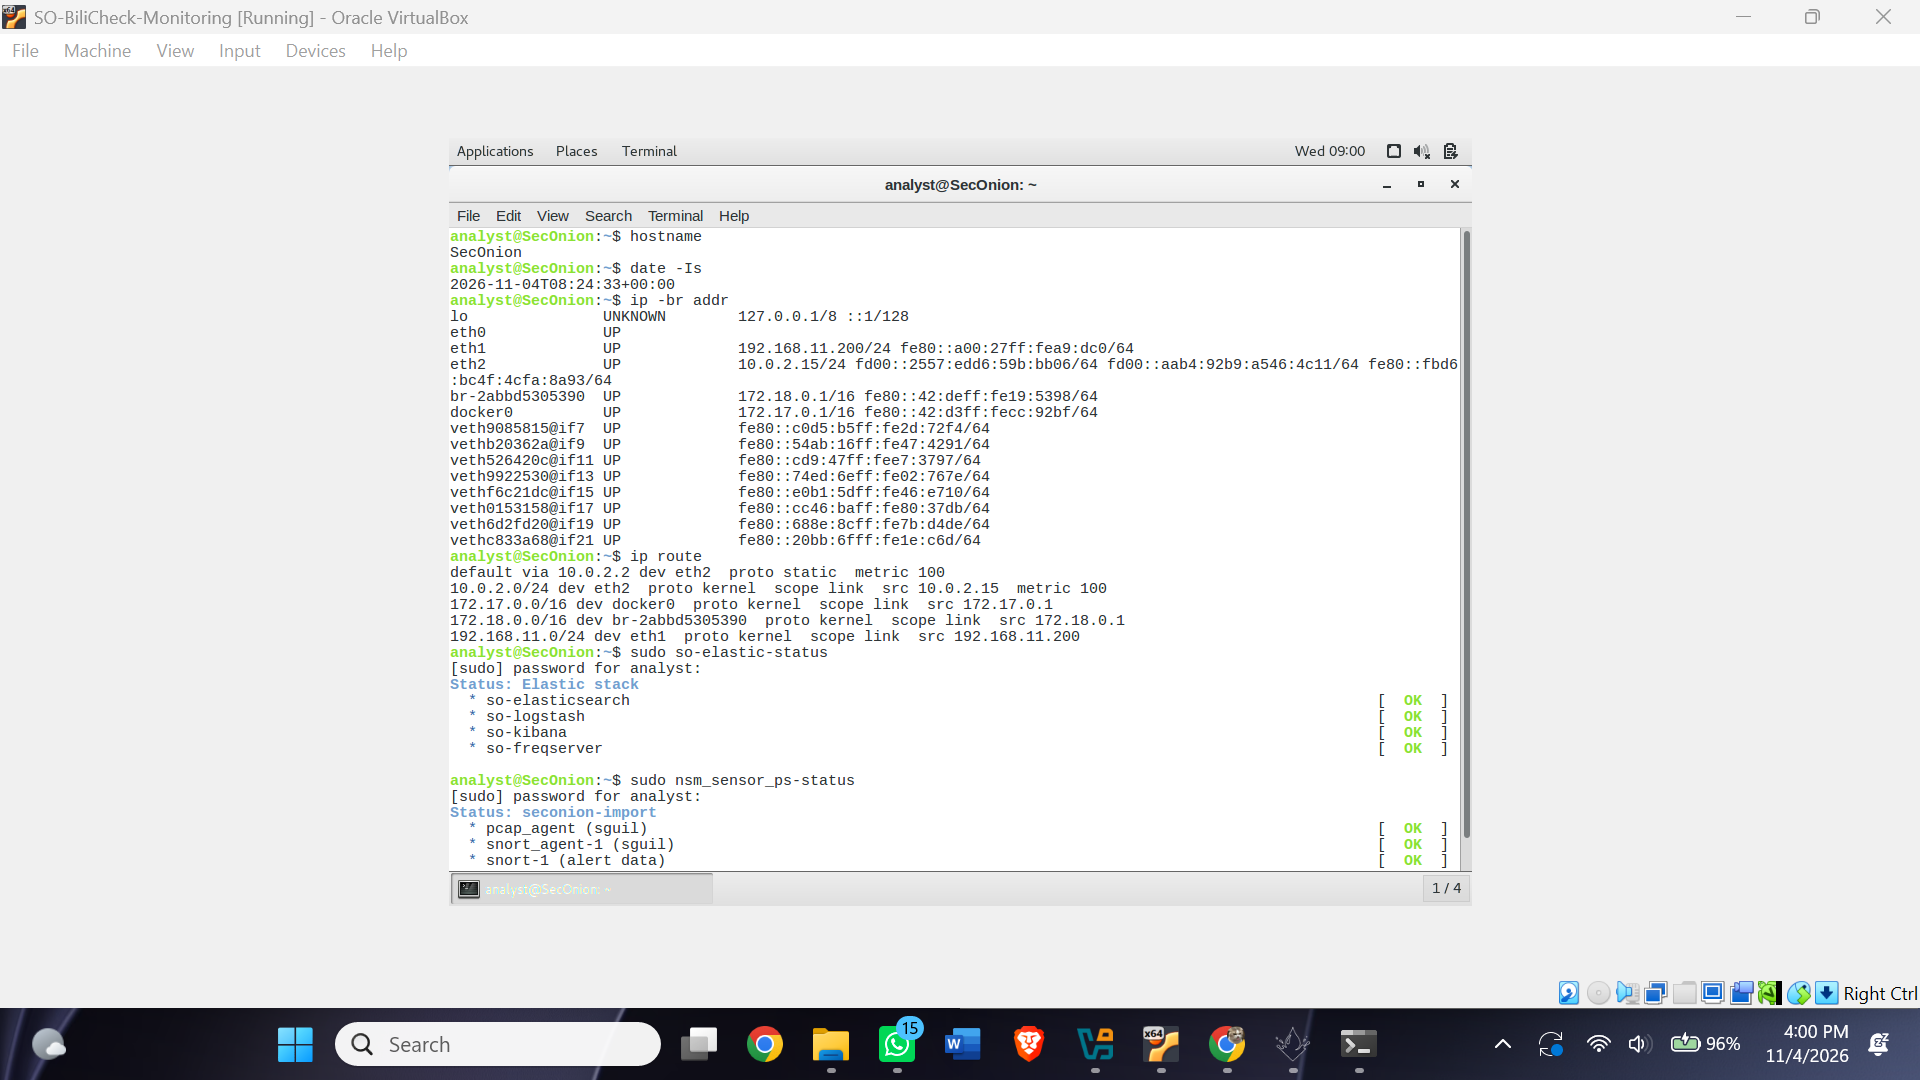 SO-BiliCheck-Monitoring [Running] - Oracle VirtualBox
File Machine View Input Devices Help
Applications Places Terminal Wed 09:00
analyst@SecOnion: ~
File Edit View Search Terminal Help
analyst@SecOnion:~$ hostname
SecOnion
analyst@SecOnion:~$ date -Is
2026-11-04T08:24:33+00:00
analyst@SecOnion:~$ ip -br addr
lo UNKNOWN 127.0.0.1/8 ::1/128
eth0 UP
eth1 UP 192.168.11.200/24 fe80::a00:27ff:fea9:dc0/64
eth2 UP 10.0.2.15/24 fd00::2557:edd6:59b:bb06/64 fd00::aab4:92b9:a546:4c11/64 fe80::fbd6
:bc4f:4cfa:8a93/64
br-2abbd5305390 UP 172.18.0.1/16 fe80::42:deff:fe19:5398/64
docker0 UP 172.17.0.1/16 fe80::42:d3ff:fecc:92bf/64
veth9085815@if7 UP fe80::c0d5:b5ff:fe2d:72f4/64
vethb20362a@if9 UP fe80::54ab:16ff:fe47:4291/64
veth526420c@if11 UP fe80::cd9:47ff:fee7:3797/64
veth9922530@if13 UP fe80::74ed:6eff:fe02:767e/64
vethf6c21dc@if15 UP fe80::e0b1:5dff:fe46:e710/64
veth0153158@if17 UP fe80::cc46:baff:fe80:37db/64
veth6d2fd20@if19 UP fe80::688e:8cff:fe7b:d4de/64
vethc833a68@if21 UP fe80::20bb:6fff:fe1e:c6d/64
analyst@SecOnion:~$ ip route
default via 10.0.2.2 dev eth2 proto static metric 100
10.0.2.0/24 dev eth2 proto kernel scope link src 10.0.2.15 metric 100
172.17.0.0/16 dev docker0 proto kernel scope link src 172.17.0.1
172.18.0.0/16 dev br-2abbd5305390 proto kernel scope link src 172.18.0.1
192.168.11.0/24 dev eth1 proto kernel scope link src 192.168.11.200
analyst@SecOnion:~$ sudo so-elastic-status
[sudo] password for analyst:
Status: Elastic stack
* so-elasticsearch [ OK ]
* so-logstash [ OK ]
* so-kibana [ OK ]
* so-freqserver [ OK ]
analyst@SecOnion:~$ sudo nsm_sensor_ps-status
[sudo] password for analyst:
Status: seconion-import
* pcap_agent (sguil) [ OK ]
* snort_agent-1 (sguil) [ OK ]
* snort-1 (alert data) [ OK ]
analyst@SecOnion: ~ 1 / 4
Right Ctrl
Search 15 x64 96% 4:00 PM
11/4/2026